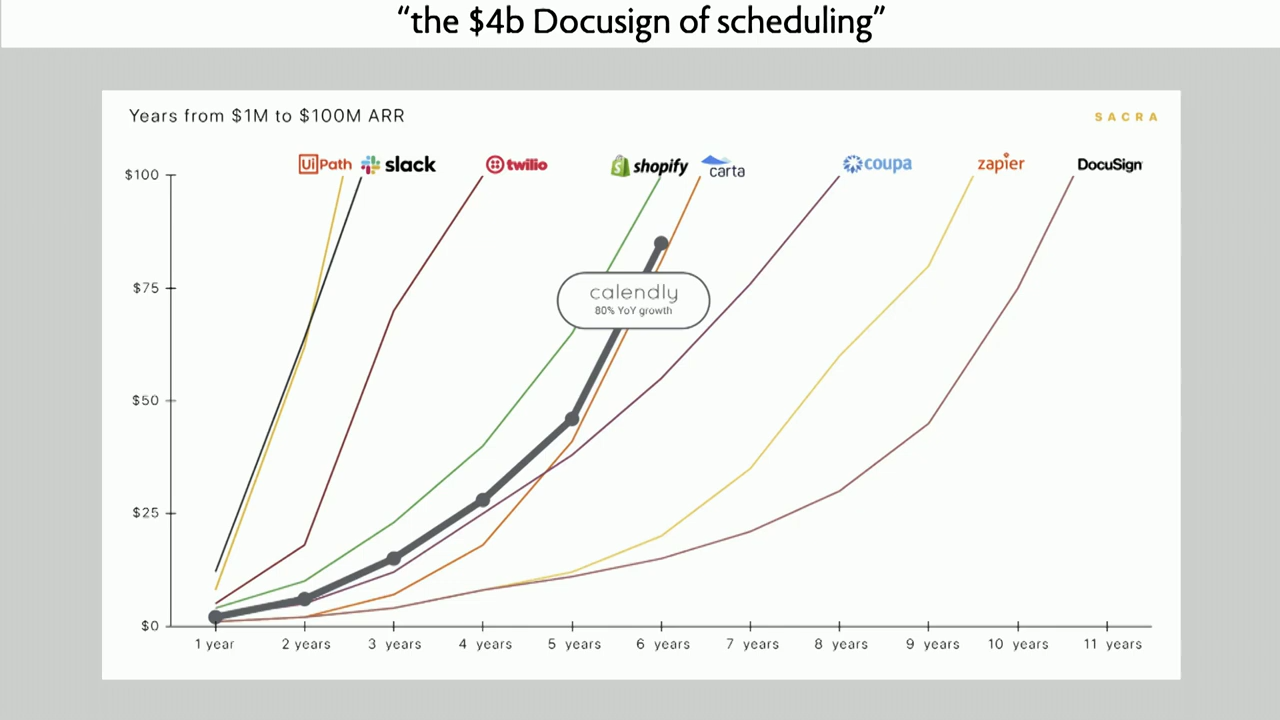 “the $4b Docusign of scheduling”
Years from $1M to $100M ARR
SACRA
UiPath slack twilio shopify carta coupa zapier DocuSign
$100
$75
$50
$25
$0
calendly
80% YoY growth
1 year 2 years 3 years 4 years 5 years 6 years 7 years 8 years 9 years 10 years 11 years